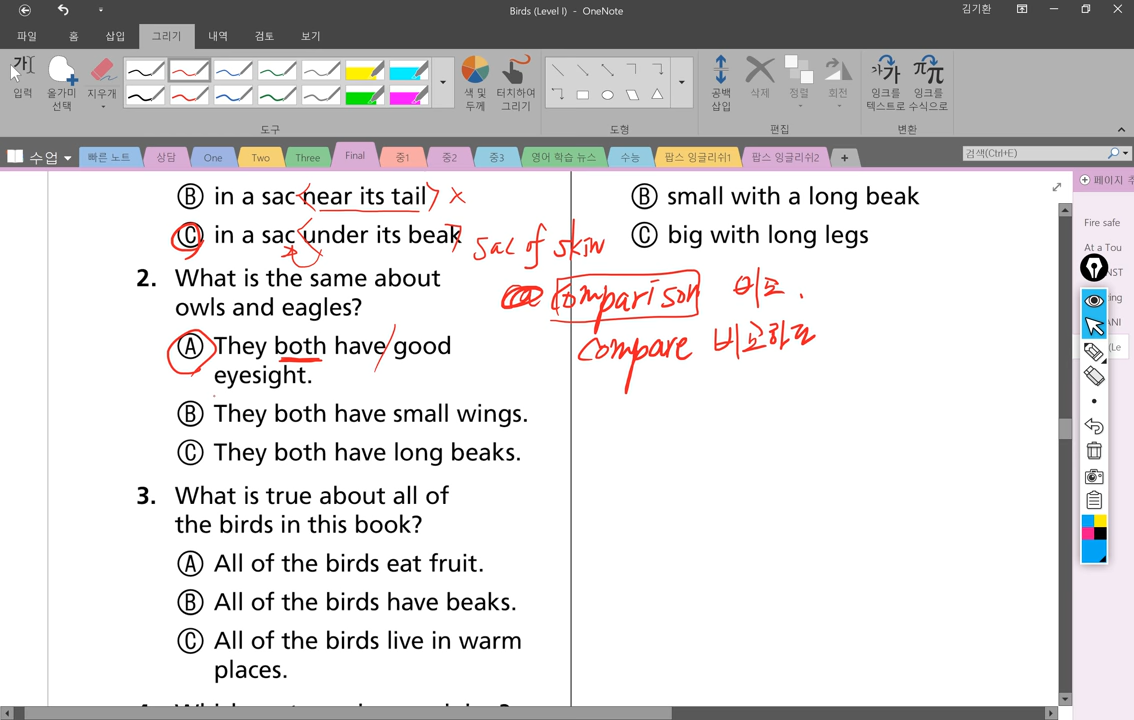 Birds (Level I) - OneNote
김기환
파일 홈 삽입 그리기 내역 검토 보기
입력
올가미 선택
지우개
색 및 두께
터치하여 그리기
공백 삽입
삭제
정렬
회전
잉크를 텍스트로
잉크를 수식으로
도구
도형
편집
변환
수업 빠른 노트 상담 One Two Three Final 중1 중2 중3 영어 학습 뉴스 수능 팝스 잉글리쉬1 팝스 잉글리쉬2
검색(Ctrl+E)
페이지 추
Fire safe
At a Tou
NST
ing
ANI
(Le
Ⓑ in a sac near its tail x
Ⓒ in a sac under its beak sac of skin
2. What is the same about
owls and eagles?
Ⓐ They both have good
eyesight.
Ⓑ They both have small wings.
Ⓒ They both have long beaks.
3. What is true about all of
the birds in this book?
Ⓐ All of the birds eat fruit.
Ⓑ All of the birds have beaks.
Ⓒ All of the birds live in warm
places.
Ⓑ small with a long beak
Ⓒ big with long legs
Comparison 비교.
compare 비교하다